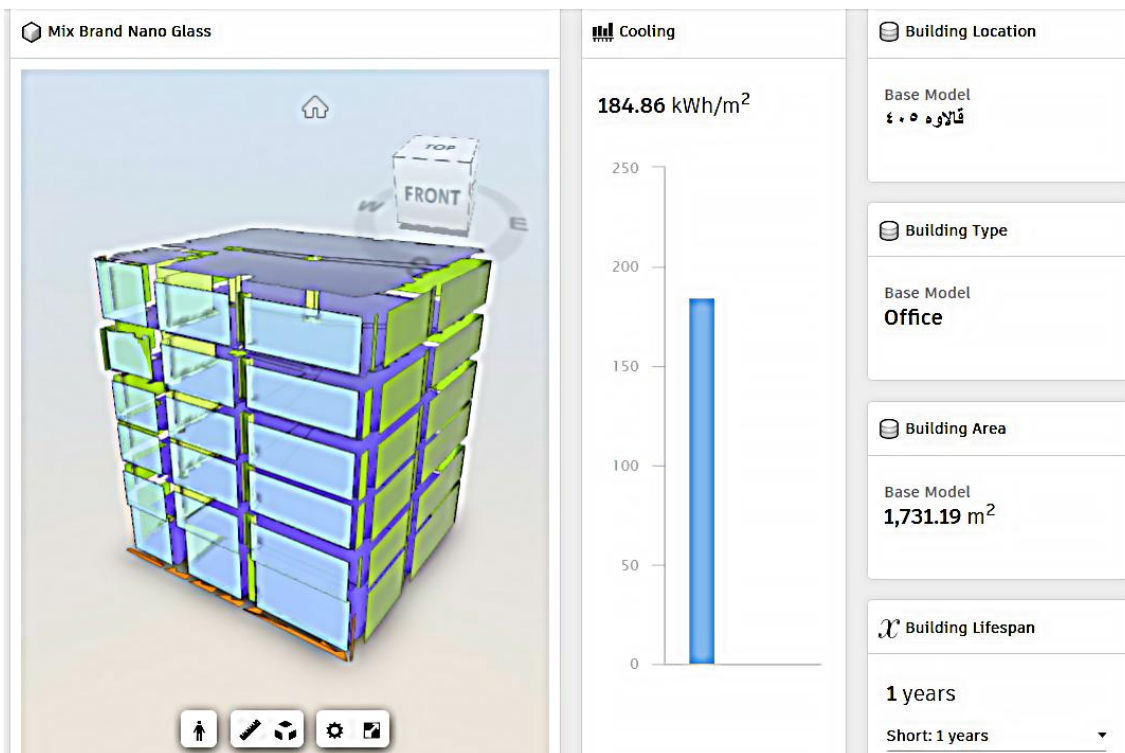 Mix Brand Nano Glass
TOP
FRONT
W
E
Cooling
184.86 kWh/m²
250
200
150
100
50
0
Building Location
Base Model
قالاوه ٤٠٥
Building Type
Base Model
Office
Building Area
Base Model
1,731.19 m²
x Building Lifespan
1 years
Short: 1 years